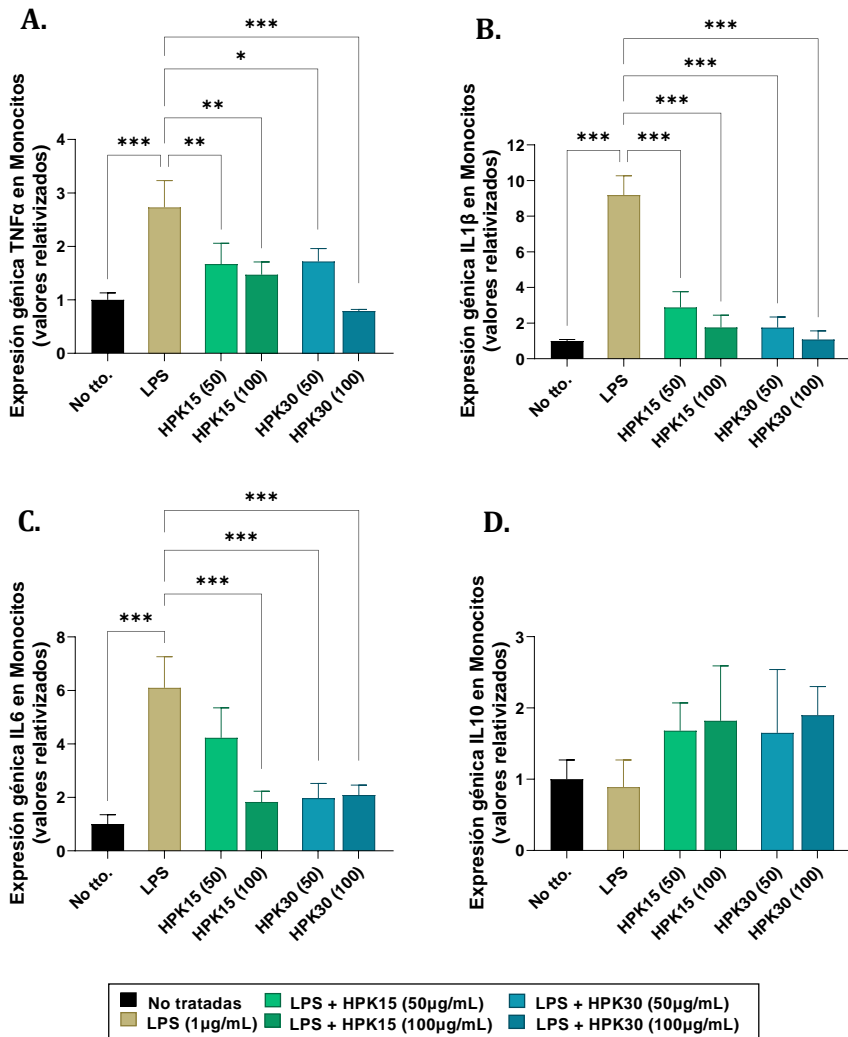 A.
Expresión génica TNFα en Monocitos
(valores relativizados)
4
3
2
1
0
***
*
**
***
**
No tto.
LPS
HPK15 (50)
HPK15 (100)
HPK30 (50)
HPK30 (100)
B.
Expresión génica IL1β en Monocitos
(valores relativizados)
12
10
8
6
4
2
0
***
***
***
***
***
No tto.
LPS
HPK15 (50)
HPK15 (100)
HPK30 (50)
HPK30 (100)
C.
Expresión génica IL6 en Monocitos
(valores relativizados)
8
6
4
2
0
***
***
***
***
No tto.
LPS
HPK15 (50)
HPK15 (100)
HPK30 (50)
HPK30 (100)
D.
Expresión génica IL10 en Monocitos
(valores relativizados)
3
2
1
0
No tto.
LPS
HPK15 (50)
HPK15 (100)
HPK30 (50)
HPK30 (100)
No tratadas
LPS + HPK15 (50µg/mL)
LPS + HPK30 (50µg/mL)
LPS (1µg/mL)
LPS + HPK15 (100µg/mL)
LPS + HPK30 (100µg/mL)